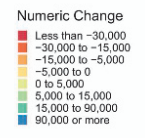 Numeric Change
Less than −30,000
−30,000 to −15,000
−15,000 to −5,000
−5,000 to 0
0 to 5,000
5,000 to 15,000
15,000 to 90,000
90,000 or more